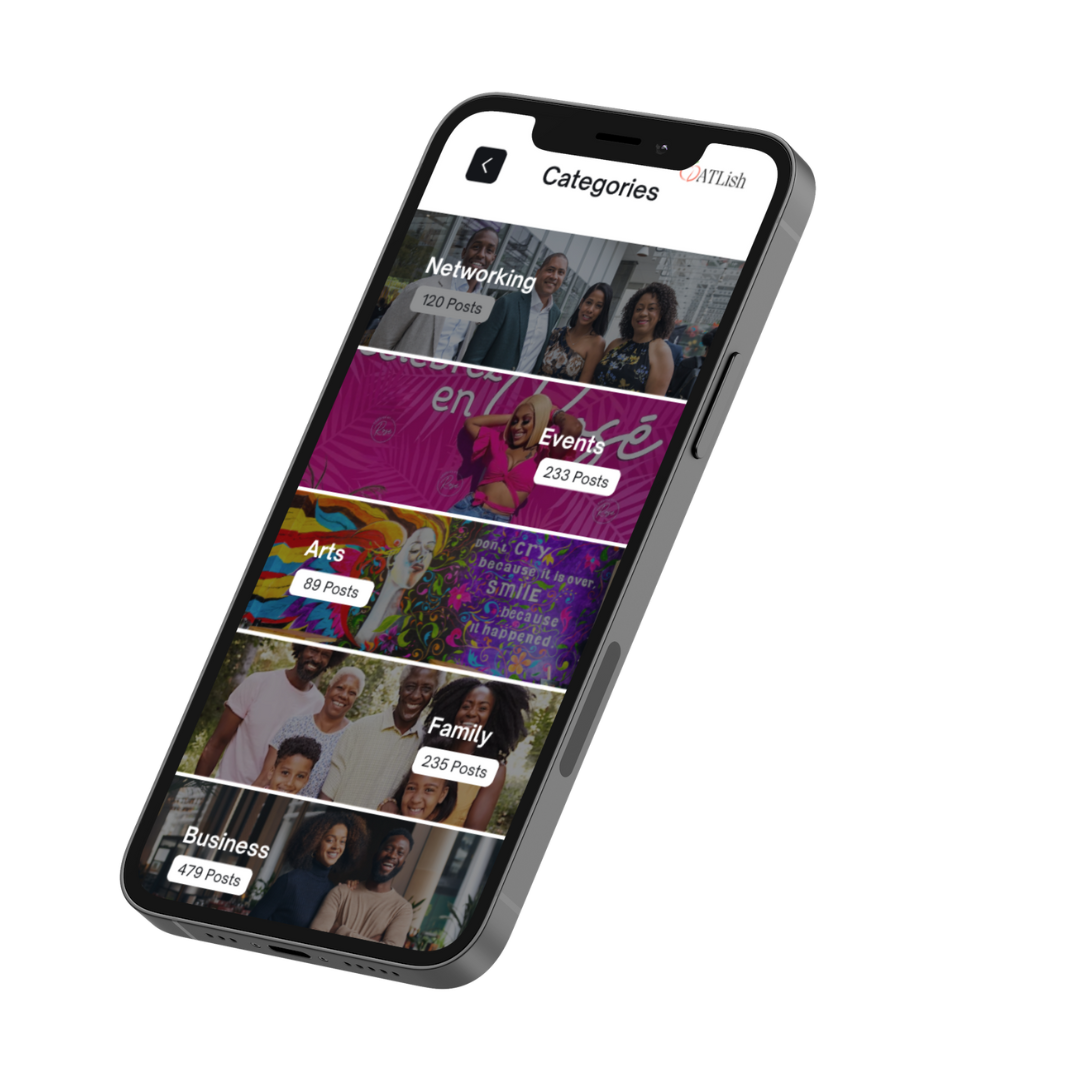 Categories
ATLish
Networking
120 Posts
en Rosé
Events
233 Posts
Arts
89 Posts
Don't CRY
because it is over,
SMILE
because
it happened.
Family
235 Posts
Business
479 Posts